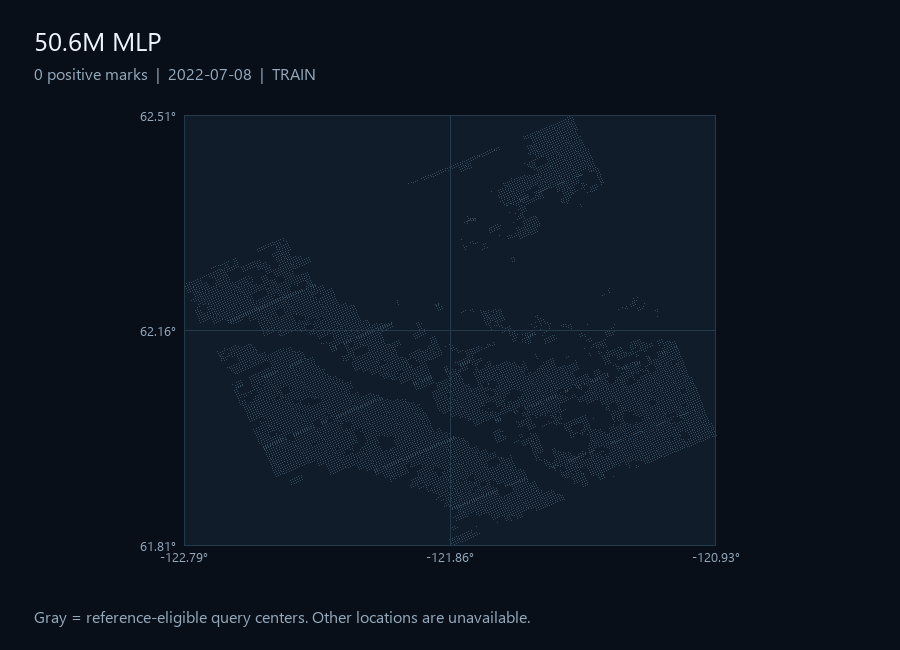 50.6M MLP
0 positive marks | 2022-07-08 | TRAIN
62.51°
62.16°
61.81°
-122.79°
-121.86°
-120.93°
Gray = reference-eligible query centers. Other locations are unavailable.